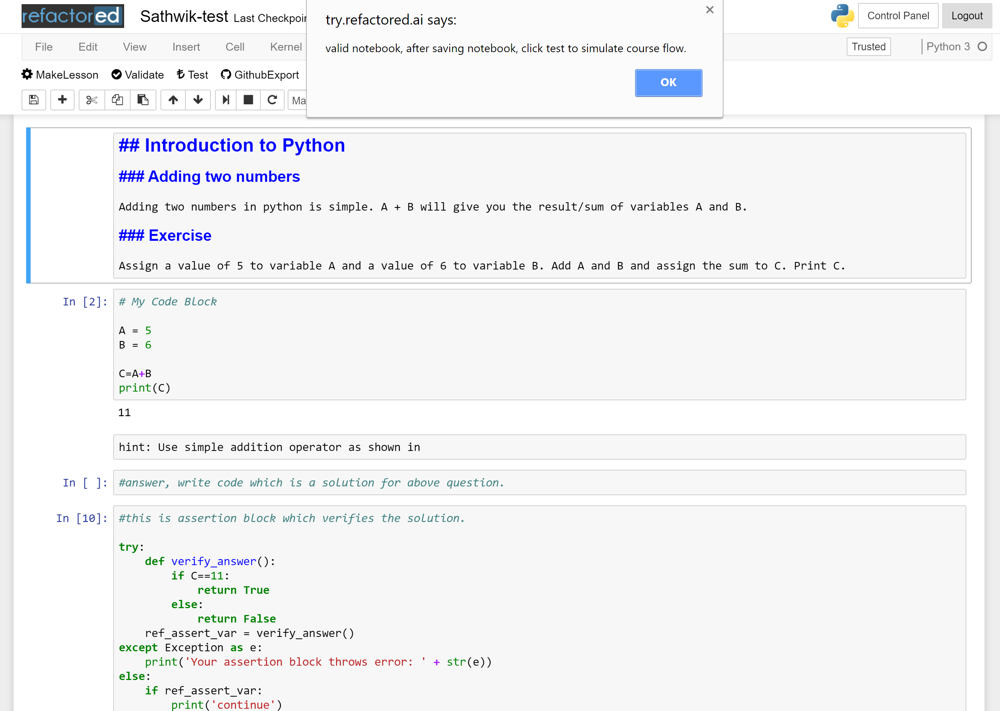 refactored Sathwik-test Last Checkpoin
try.refactored.ai says:
valid notebook, after saving notebook, click test to simulate course flow.
OK
Control Panel Logout
File Edit View Insert Cell Kernel
Trusted Python 3
MakeLesson Validate Test GithubExport
Ma
## Introduction to Python
### Adding two numbers
Adding two numbers in python is simple. A + B will give you the result/sum of variables A and B.
### Exercise
Assign a value of 5 to variable A and a value of 6 to variable B. Add A and B and assign the sum to C. Print C.
In [2]: # My Code Block
A = 5
B = 6
C=A+B
print(C)
11
hint: Use simple addition operator as shown in
In [ ]: #answer, write code which is a solution for above question.
In [10]: #this is assertion block which verifies the solution.
try:
    def verify_answer():
        if C==11:
            return True
        else:
            return False
    ref_assert_var = verify_answer()
except Exception as e:
    print('Your assertion block throws error: ' + str(e))
else:
    if ref_assert_var:
        print('continue')